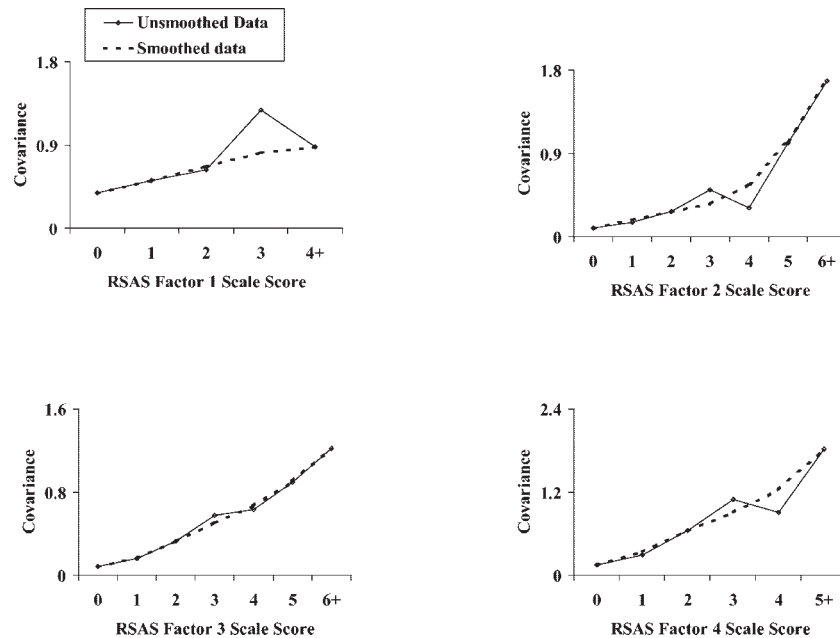 Unsmoothed Data
Smoothed data
1.8
0.9
0
Covariance
0 1 2 3 4+
RSAS Factor 1 Scale Score
1.8
0.9
0
Covariance
0 1 2 3 4 5 6+
RSAS Factor 2 Scale Score
1.6
0.8
0
Covariance
0 1 2 3 4 5 6+
RSAS Factor 3 Scale Score
2.4
1.2
0
Covariance
0 1 2 3 4 5+
RSAS Factor 4 Scale Score